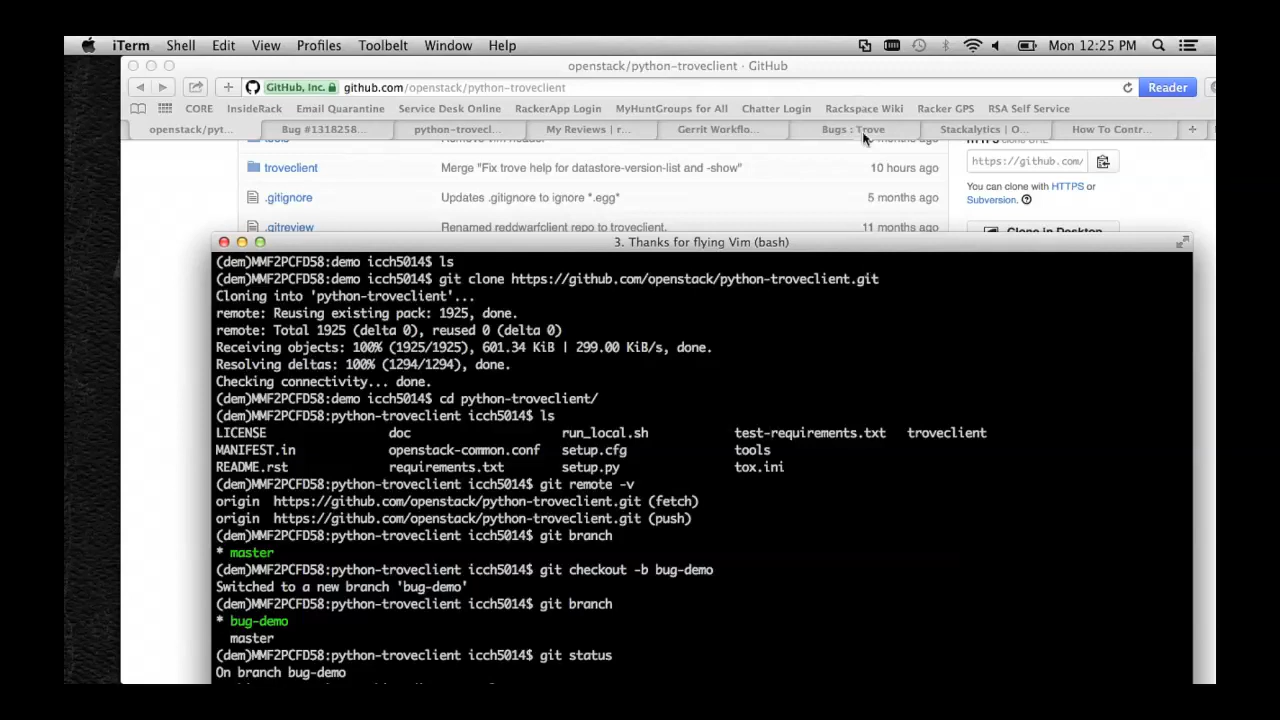 iTerm Shell Edit View Profiles Toolbelt Window Help Mon 12:25 PM
openstack/python-troveclient · GitHub
GitHub, Inc. github.com/openstack/python-troveclient Reader
CORE InsideRack Email Quarantine Service Desk Online RackerApp Login MyHuntGroups for All Chatter Login Rackspace Wiki Racker GPS RSA Self Service
openstack/pyt... Bug #1318258... python-trovecl... My Reviews | r... Gerrit Workflo... Bugs : Trove Stackalytics | O... How To Contr...
troveclient Merge "Fix trove help for datastore-version-list and -show" 10 hours ago
https://github.com/
.gitignore Updates .gitignore to ignore *.egg* 5 months ago
You can clone with HTTPS or
Subversion.
.gitreview Renamed reddwarfclient repo to troveclient. 11 months ago
Clone in Desktop
3. Thanks for flying Vim (bash)
(dem)MMF2PCFD58:demo icch5014$ ls
(dem)MMF2PCFD58:demo icch5014$ git clone https://github.com/openstack/python-troveclient.git
Cloning into 'python-troveclient'...
remote: Reusing existing pack: 1925, done.
remote: Total 1925 (delta 0), reused 0 (delta 0)
Receiving objects: 100% (1925/1925), 601.34 KiB | 299.00 KiB/s, done.
Resolving deltas: 100% (1294/1294), done.
Checking connectivity... done.
(dem)MMF2PCFD58:demo icch5014$ cd python-troveclient/
(dem)MMF2PCFD58:python-troveclient icch5014$ ls
LICENSE doc run_local.sh test-requirements.txt troveclient
MANIFEST.in openstack-common.conf setup.cfg tools
README.rst requirements.txt setup.py tox.ini
(dem)MMF2PCFD58:python-troveclient icch5014$ git remote -v
origin https://github.com/openstack/python-troveclient.git (fetch)
origin https://github.com/openstack/python-troveclient.git (push)
(dem)MMF2PCFD58:python-troveclient icch5014$ git branch
* master
(dem)MMF2PCFD58:python-troveclient icch5014$ git checkout -b bug-demo
Switched to a new branch 'bug-demo'
(dem)MMF2PCFD58:python-troveclient icch5014$ git branch
* bug-demo
master
(dem)MMF2PCFD58:python-troveclient icch5014$ git status
On branch bug-demo